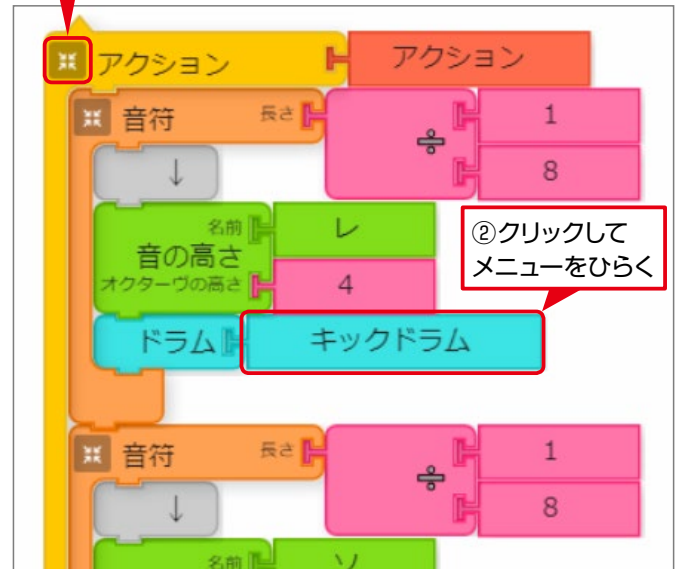 アクション アクション
音符 長さ 1
÷
↓ 8
名前 レ
音の高さ
オクターヴの高さ 4
②クリックして
メニューをひらく
ドラム キックドラム
音符 長さ 1
÷
↓ 8
名前 ソ